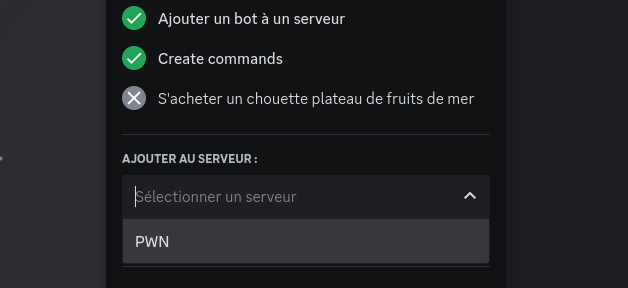 Ajouter un bot à un serveur
Create commands
S'acheter un chouette plateau de fruits de mer
AJOUTER AU SERVEUR :
Sélectionner un serveur
PWN